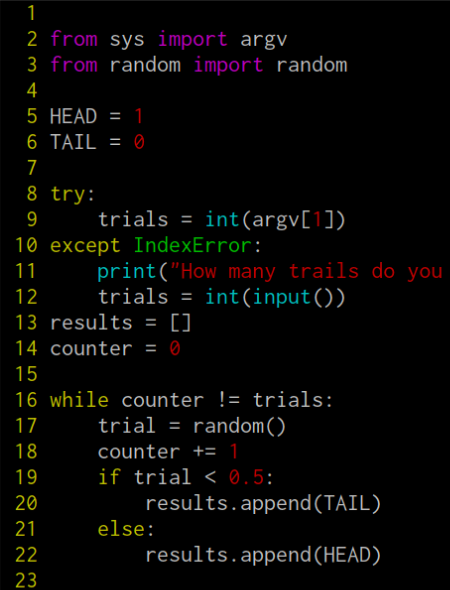 1
2 from sys import argv
3 from random import random
4
5 HEAD = 1
6 TAIL = 0
7
8 try:
9     trials = int(argv[1])
10 except IndexError:
11     print("How many trails do you
12     trials = int(input())
13 results = []
14 counter = 0
15
16 while counter != trials:
17     trial = random()
18     counter += 1
19     if trial < 0.5:
20         results.append(TAIL)
21     else:
22         results.append(HEAD)
23